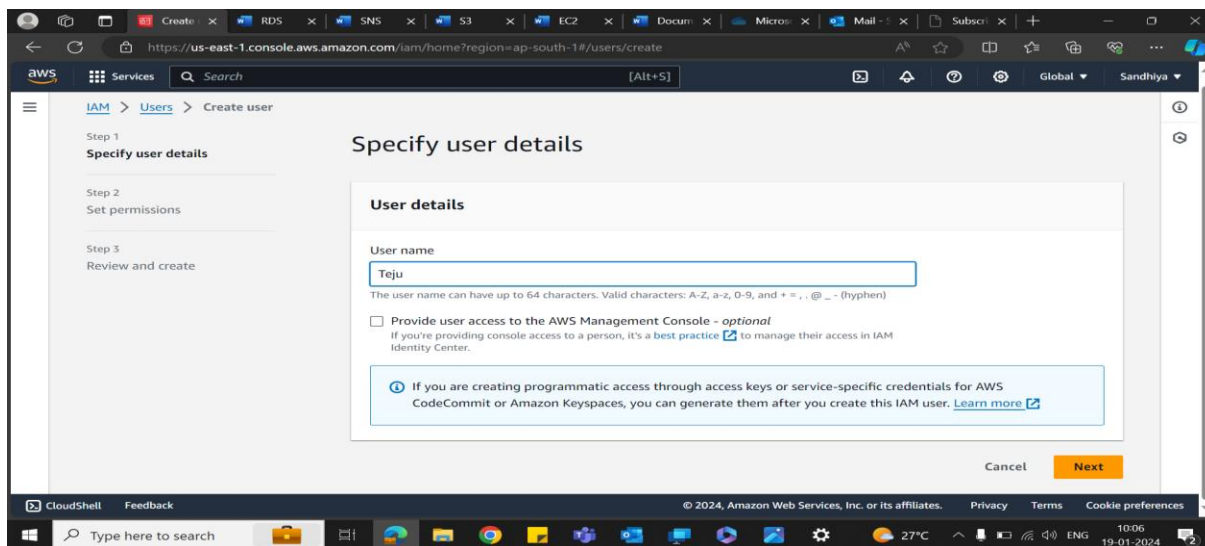 Create
RDS
SNS
S3
EC2
Docum
Micros
Mail - S
Subscri
https://us-east-1.console.aws.amazon.com/iam/home?region=ap-south-1#/users/create
aws
Services
Search
[Alt+S]
Global
Sandhiya
IAM > Users > Create user
Step 1
Specify user details
Step 2
Set permissions
Step 3
Review and create
Specify user details
User details
User name
Teju
The user name can have up to 64 characters. Valid characters: A-Z, a-z, 0-9, and + = , . @ _ - (hyphen)
Provide user access to the AWS Management Console - optional
If you're providing console access to a person, it's a best practice to manage their access in IAM
Identity Center.
If you are creating programmatic access through access keys or service-specific credentials for AWS
CodeCommit or Amazon Keyspaces, you can generate them after you create this IAM user. Learn more
Cancel
Next
CloudShell
Feedback
© 2024, Amazon Web Services, Inc. or its affiliates.
Privacy
Terms
Cookie preferences
Type here to search
27°C
ENG
10:06
19-01-2024
2